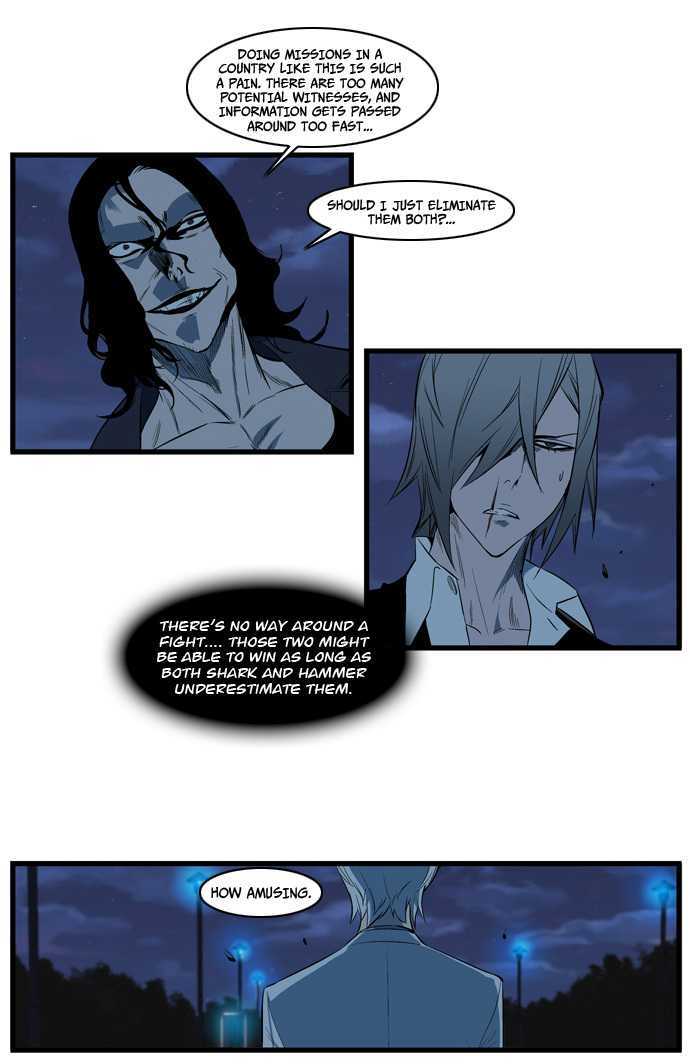 DOING MISSIONS IN A
COUNTRY LIKE THIS IS SUCH
A PAIN. THERE ARE TOO MANY
POTENTIAL WITNESSES, AND
INFORMATION GETS PASSED
AROUND TOO FAST...
SHOULD I JUST ELIMINATE
THEM BOTH?...
THERE'S NO WAY AROUND A
FIGHT.... THOSE TWO MIGHT
BE ABLE TO WIN AS LONG AS
BOTH SHARK AND HAMMER
UNDERESTIMATE THEM.
HOW AMUSING.